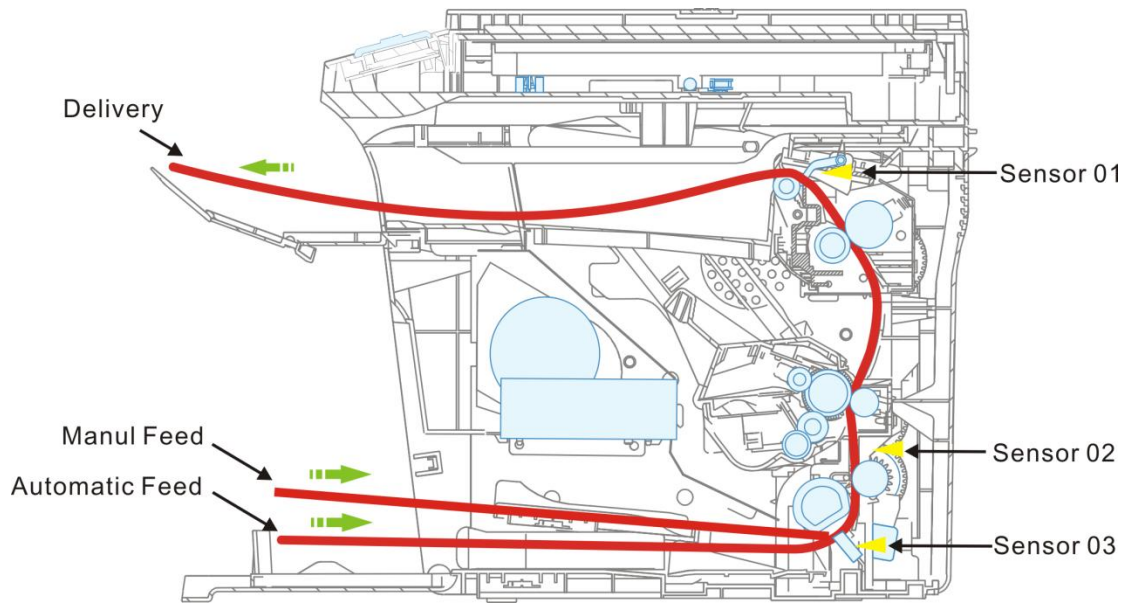 Delivery
Sensor 01
Manul Feed
Sensor 02
Automatic Feed
Sensor 03